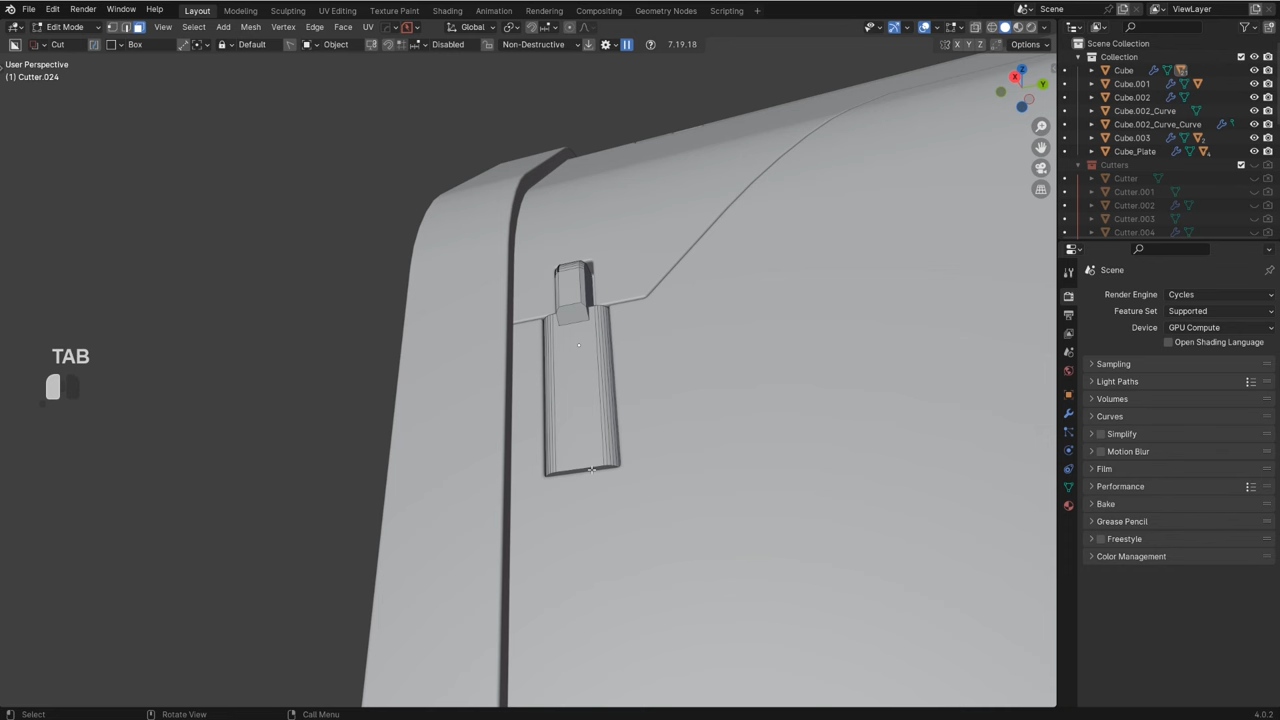 File Edit Render Window Help Layout Modeling Sculpting UV Editing Texture Paint Shading Animation Rendering Compositing Geometry Nodes Scripting + Scene ViewLayer
Edit Mode View Select Add Mesh Vertex Edge Face UV Global Disabled
Cut Box Default Object Disabled Non-Destructive 7.19.18 X Y Z Options
User Perspective
(1) Cutter.024
Scene Collection
Collection
Cube
Cube.001
Cube.002
Cube.002_Curve
Cube.002_Curve_Curve
Cube.003
Cube_Plate
Cutters
Cutter
Cutter.001
Cutter.002
Cutter.003
Cutter.004
Scene
Render Engine Cycles
Feature Set Supported
Device GPU Compute
Open Shading Language
Sampling
Light Paths
Volumes
Curves
Simplify
Motion Blur
Film
Performance
Bake
Grease Pencil
Freestyle
Color Management
TAB
Select Rotate View Call Menu 4.0.2